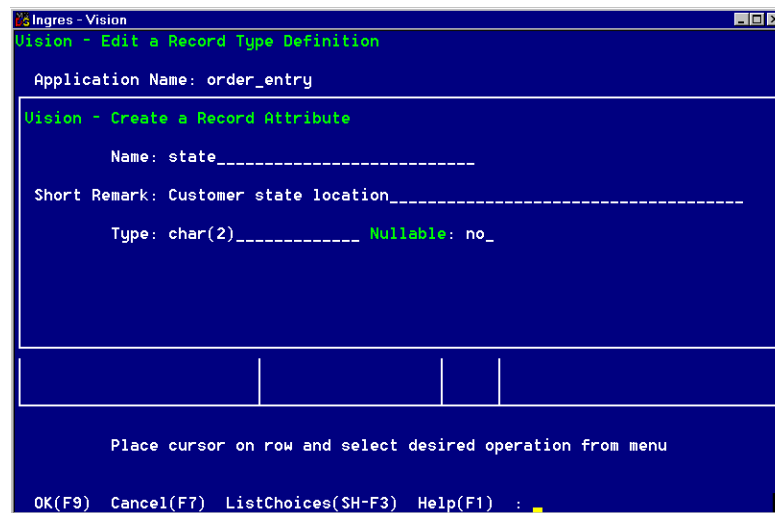 Ingres - Vision
Vision - Edit a Record Type Definition
Application Name: order_entry
Vision - Create a Record Attribute
Name: state___________________________
Short Remark: Customer state location_____________________________________
Type: char(2)_____________ Nullable: no_
Place cursor on row and select desired operation from menu
OK(F9) Cancel(F7) ListChoices(SH-F3) Help(F1) :